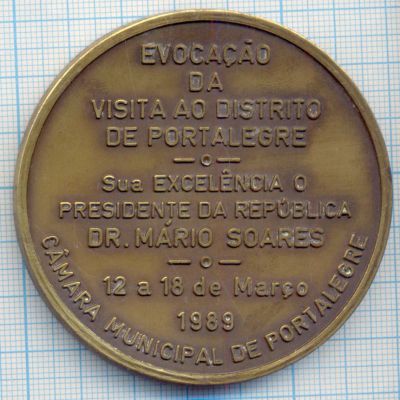 EVOCAÇÃO
DA
VISITA AO DISTRITO
DE PORTALEGRE
—o—
Sua EXCELÊNCIA O
PRESIDENTE DA REPÚBLICA
DR. MÁRIO SOARES
—o—
12 a 18 de Março
1989
CÂMARA MUNICIPAL DE PORTALEGRE